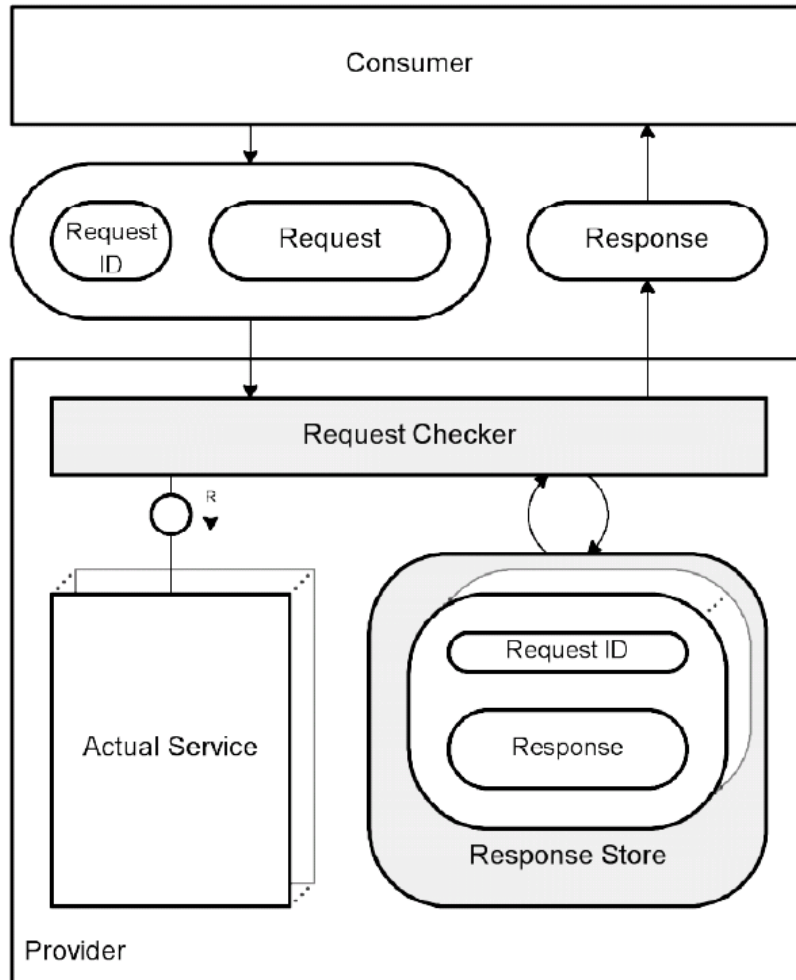 Consumer
Request
ID
Request
Response
Request Checker
R
Actual Service
Request ID
Response
Response Store
Provider